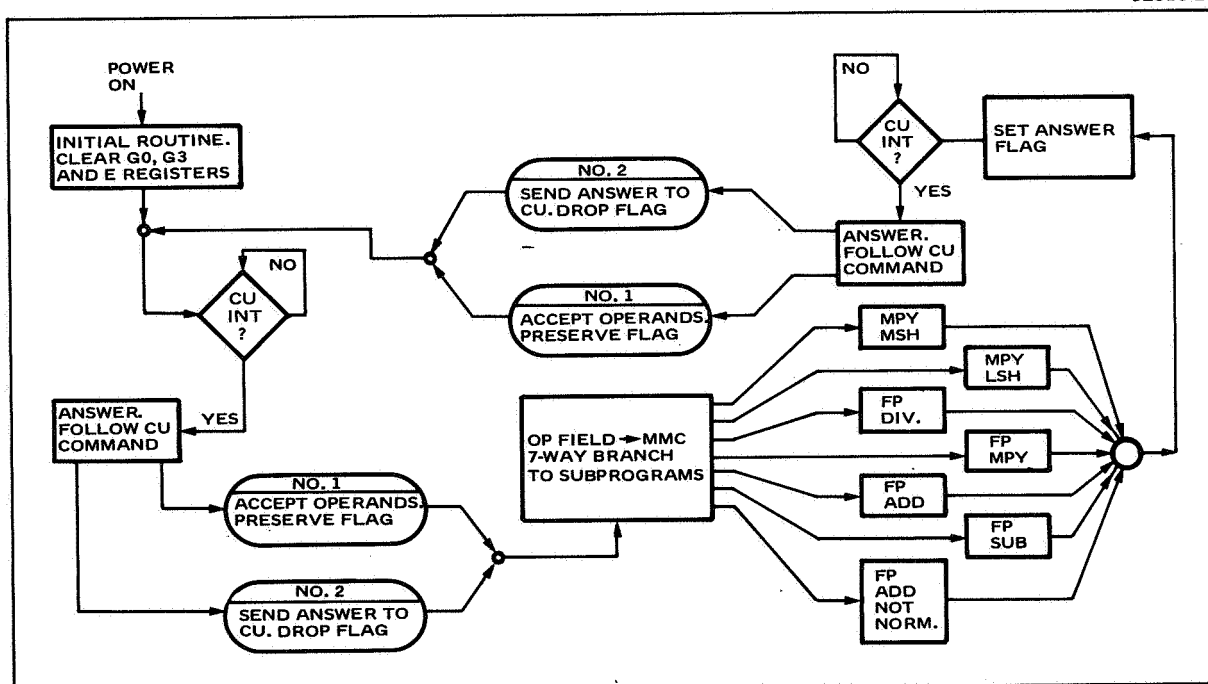 POWER
ON
INITIAL ROUTINE.
CLEAR G0, G3
AND E REGISTERS
NO
CU
INT
?
YES
ANSWER.
FOLLOW CU
COMMAND
NO. 1
ACCEPT OPERANDS.
PRESERVE FLAG
NO. 2
SEND ANSWER TO
CU. DROP FLAG
NO. 2
SEND ANSWER TO
CU. DROP FLAG
NO. 1
ACCEPT OPERANDS.
PRESERVE FLAG
OP FIELD → MMC
7-WAY BRANCH
TO SUBPROGRAMS
NO
CU
INT
?
YES
SET ANSWER
FLAG
ANSWER.
FOLLOW CU
COMMAND
MPY
MSH
MPY
LSH
FP
DIV.
FP
MPY
FP
ADD
FP
SUB
FP
ADD
NOT
NORM.